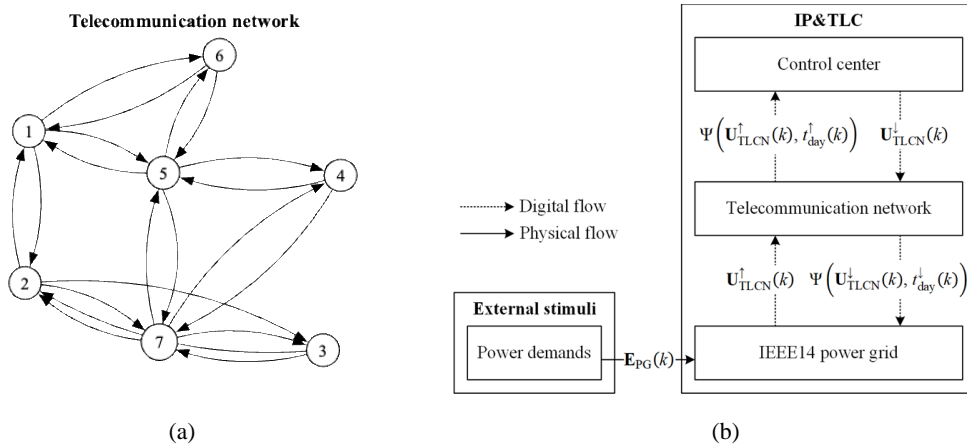 Telecommunication network
6
1
5
4
2
7
3
(a)
IP&TLC
Control center
Ψ(U↑TLCN(k), t↑day(k))
U↓TLCN(k)
Digital flow
Telecommunication network
Physical flow
U↑TLCN(k)
Ψ(U↓TLCN(k), t↓day(k))
External stimuli
Power demands
EPG(k)
IEEE14 power grid
(b)